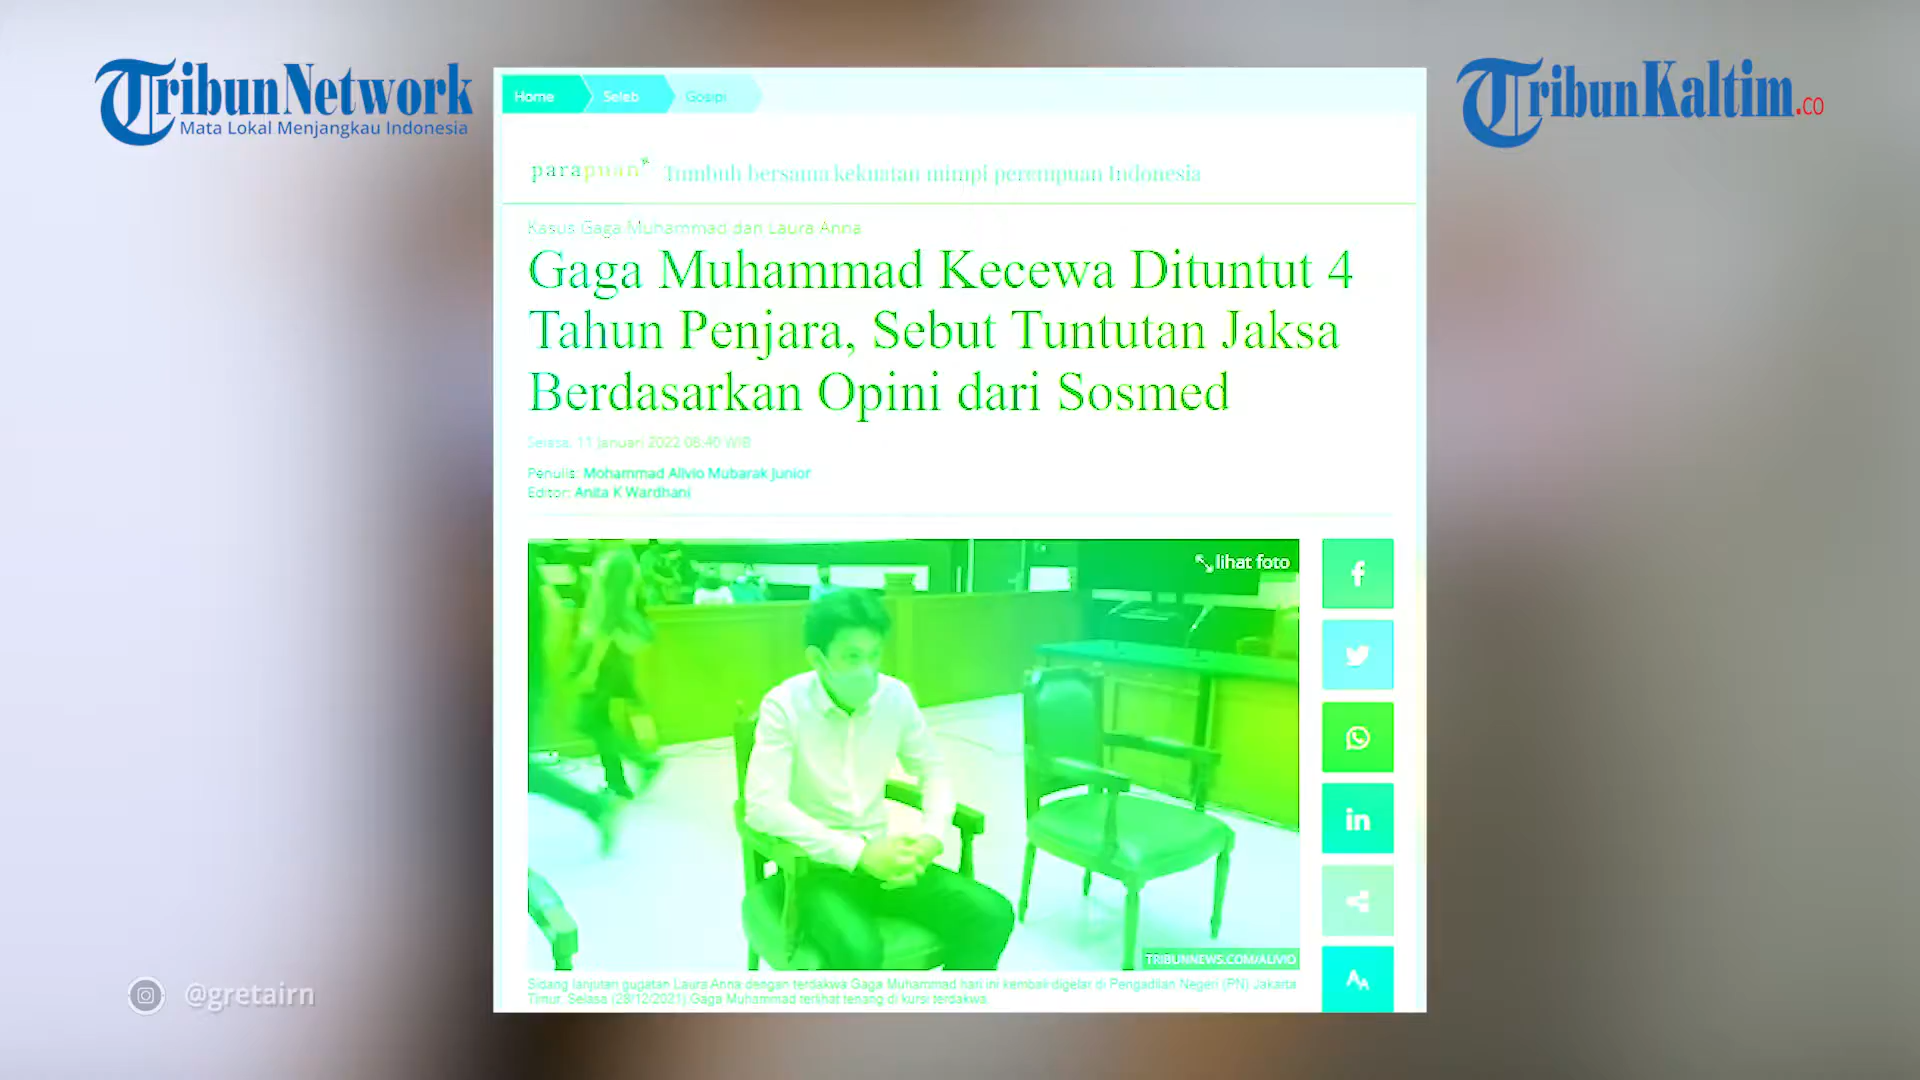 TribunNetwork
Mata Lokal Menjangkau Indonesia
TribunKaltim.co
Home
Seleb
Gosipi
parapuan
Tumbuh bersama kekuatan mimpi perempuan Indonesia
Kasus Gaga Muhammad dan Laura Anna
Gaga Muhammad Kecewa Dituntut 4
Tahun Penjara, Sebut Tuntutan Jaksa
Berdasarkan Opini dari Sosmed
Selasa, 11 Januari 2022 08:40 WIB
Penulis: Mohammad Alivio Mubarak Junior
Editor: Anita K Wardhani
lihat foto
TRIBUNNEWS.COM/ALIVIO
Sidang lanjutan gugatan Laura Anna dengan terdakwa Gaga Muhammad hari ini kembali digelar di Pengadilan Negeri (PN) Jakarta
Timur, Selasa (28/12/2021) Gaga Muhammad terlihat tenang di kursi terdakwa.
f
in
AA
@gretairn